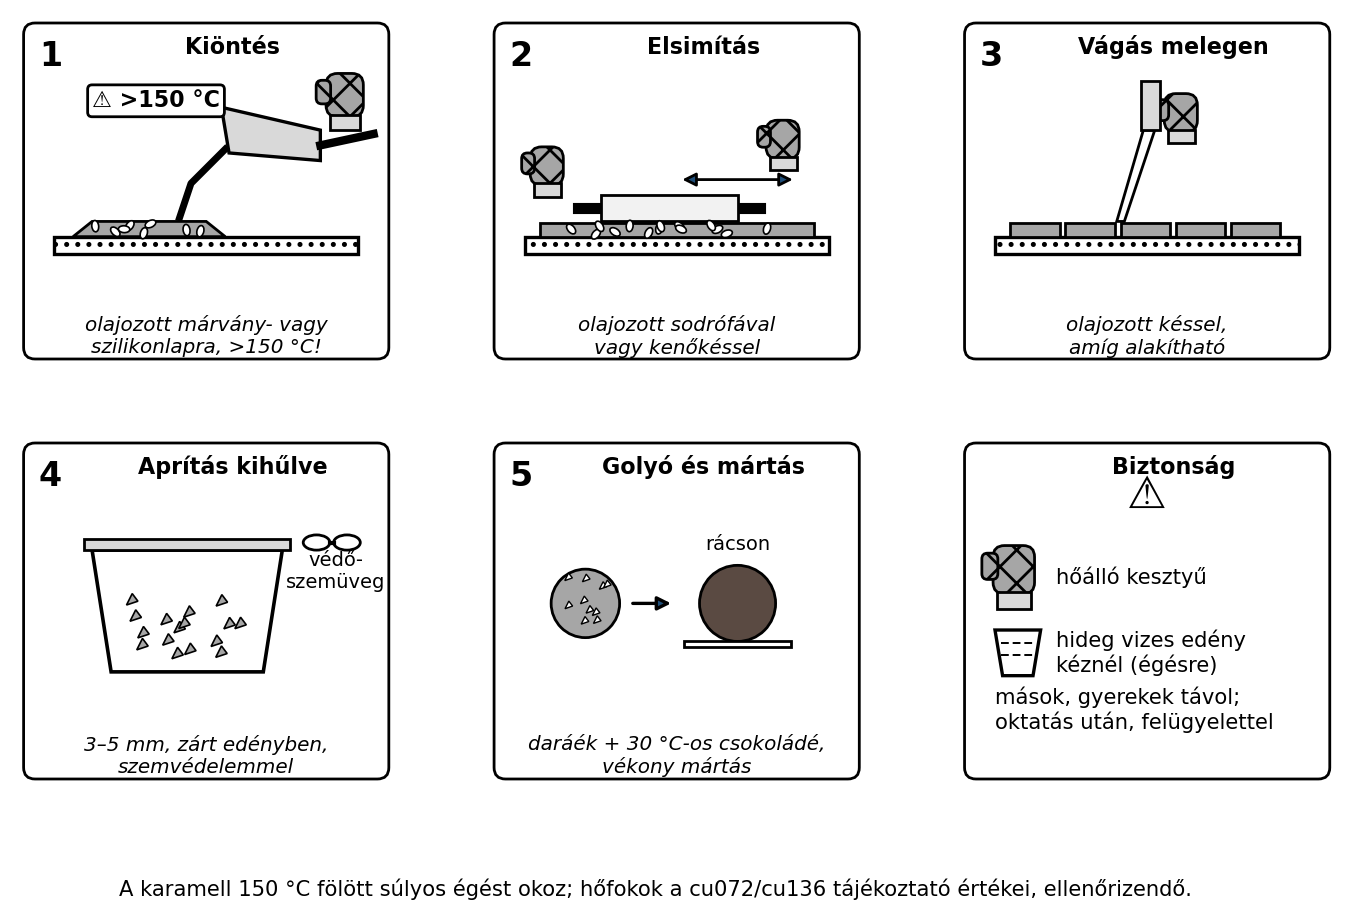 1
Kiöntés
⚠ >150 °C
olajozott márvány- vagy
szilikonlapra, >150 °C!
2
Elsimítás
olajozott sodrófával
vagy kenőkéssel
3
Vágás melegen
olajozott késsel,
amíg alakítható
4
Aprítás kihűlve
védő-
szemüveg
3–5 mm, zárt edényben,
szemvédelemmel
5
Golyó és mártás
rácson
daráék + 30 °C-os csokoládé,
vékony mártás
Biztonság
⚠
hőálló kesztyű
hideg vizes edény
kéznél (égésre)
mások, gyerekek távol;
oktatás után, felügyelettel
A karamell 150 °C fölött súlyos égést okoz; hőfokok a cu072/cu136 tájékoztató értékei, ellenőrizendő.